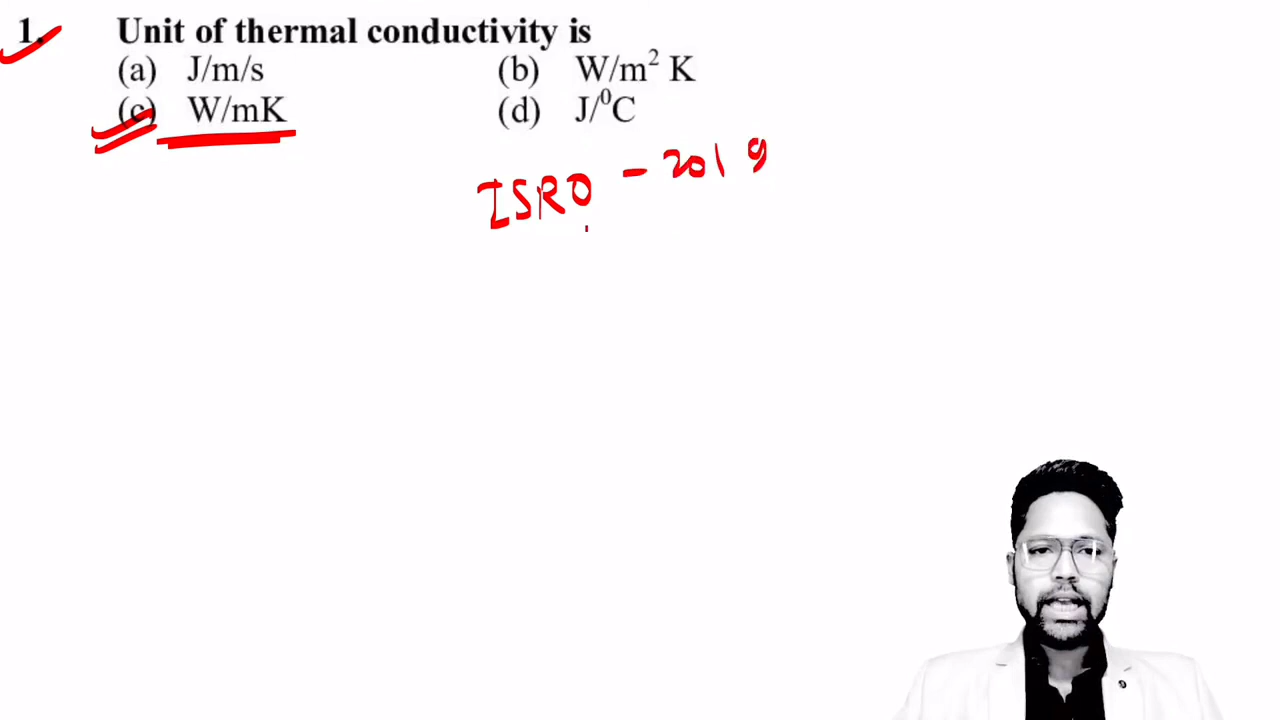 1. Unit of thermal conductivity is
(a) J/m/s (b) W/m² K
(c) W/mK (d) J/⁰C
ISRO - 2019